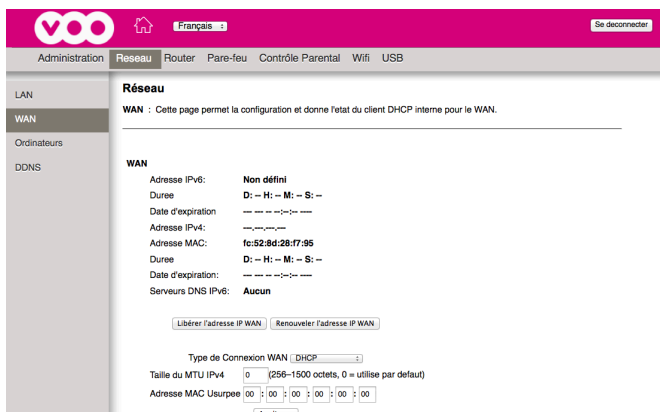 VOO
Français
Se deconnecter
Administration Reseau Router Pare-feu Contrôle Parental Wifi USB
LAN
WAN
Ordinateurs
DDNS
Réseau
WAN : Cette page permet la configuration et donne l'etat du client DHCP interne pour le WAN.
WAN
Adresse IPv6: Non défini
Duree D: -- H: -- M: -- S: --
Date d'expiration --- --- -- --:--:-- ----
Adresse IPv4: ---.---.---.---
Adresse MAC: fc:52:8d:28:f7:95
Duree D: -- H: -- M: -- S: --
Date d'expiration: --- --- -- --:--:-- ----
Serveurs DNS IPv6: Aucun
Libérer l'adresse IP WAN Renouveler l'adresse IP WAN
Type de Connexion WAN DHCP
Taille du MTU IPv4 0 (256–1500 octets, 0 = utilise par defaut)
Adresse MAC Usurpee 00 : 00 : 00 : 00 : 00 : 00